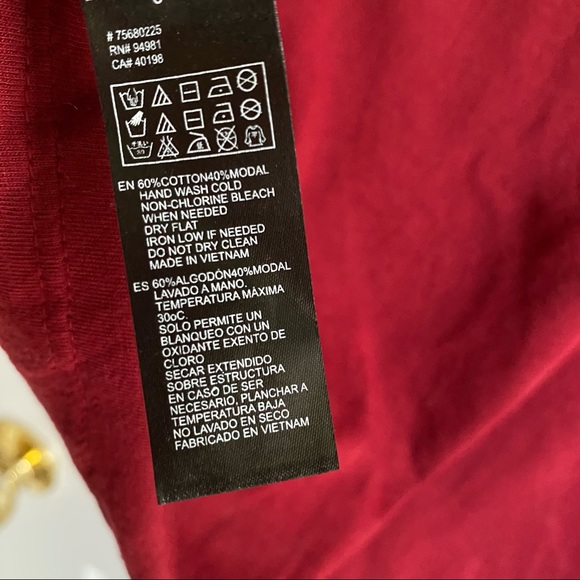 # 75680225
RN# 94981
CA# 40198
EN 60%COTTON40%MODAL
HAND WASH COLD
NON-CHLORINE BLEACH
WHEN NEEDED
DRY FLAT
IRON LOW IF NEEDED
DO NOT DRY CLEAN
MADE IN VIETNAM
ES 60%ALGODÓN40%MODAL
LAVADO A MANO.
TEMPERATURA MÁXIMA
30oC.
SOLO PERMITE UN
BLANQUEO CON UN
OXIDANTE EXENTO DE
CLORO
SECAR EXTENDIDO
SOBRE ESTRUCTURA
EN CASO DE SER
NECESARIO, PLANCHAR A
TEMPERATURA BAJA
NO LAVADO EN SECO
FABRICADO EN VIETNAM